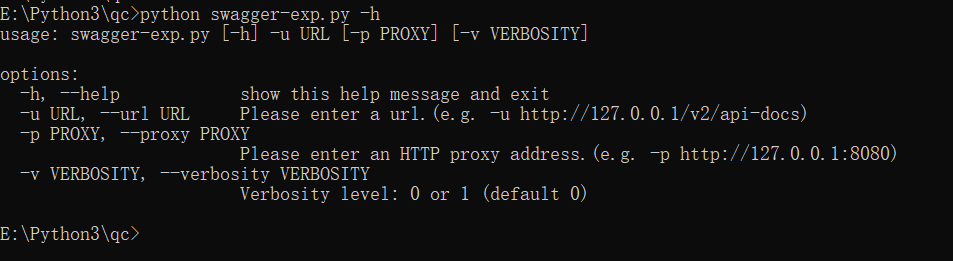 E:\Python3\qc>python swagger-exp.py -h
usage: swagger-exp.py [-h] -u URL [-p PROXY] [-v VERBOSITY]
options:
-h, --help show this help message and exit
-u URL, --url URL Please enter a url.(e.g. -u http://127.0.0.1/v2/api-docs)
-p PROXY, --proxy PROXY
Please enter an HTTP proxy address.(e.g. -p http://127.0.0.1:8080)
-v VERBOSITY, --verbosity VERBOSITY
Verbosity level: 0 or 1 (default 0)
E:\Python3\qc>